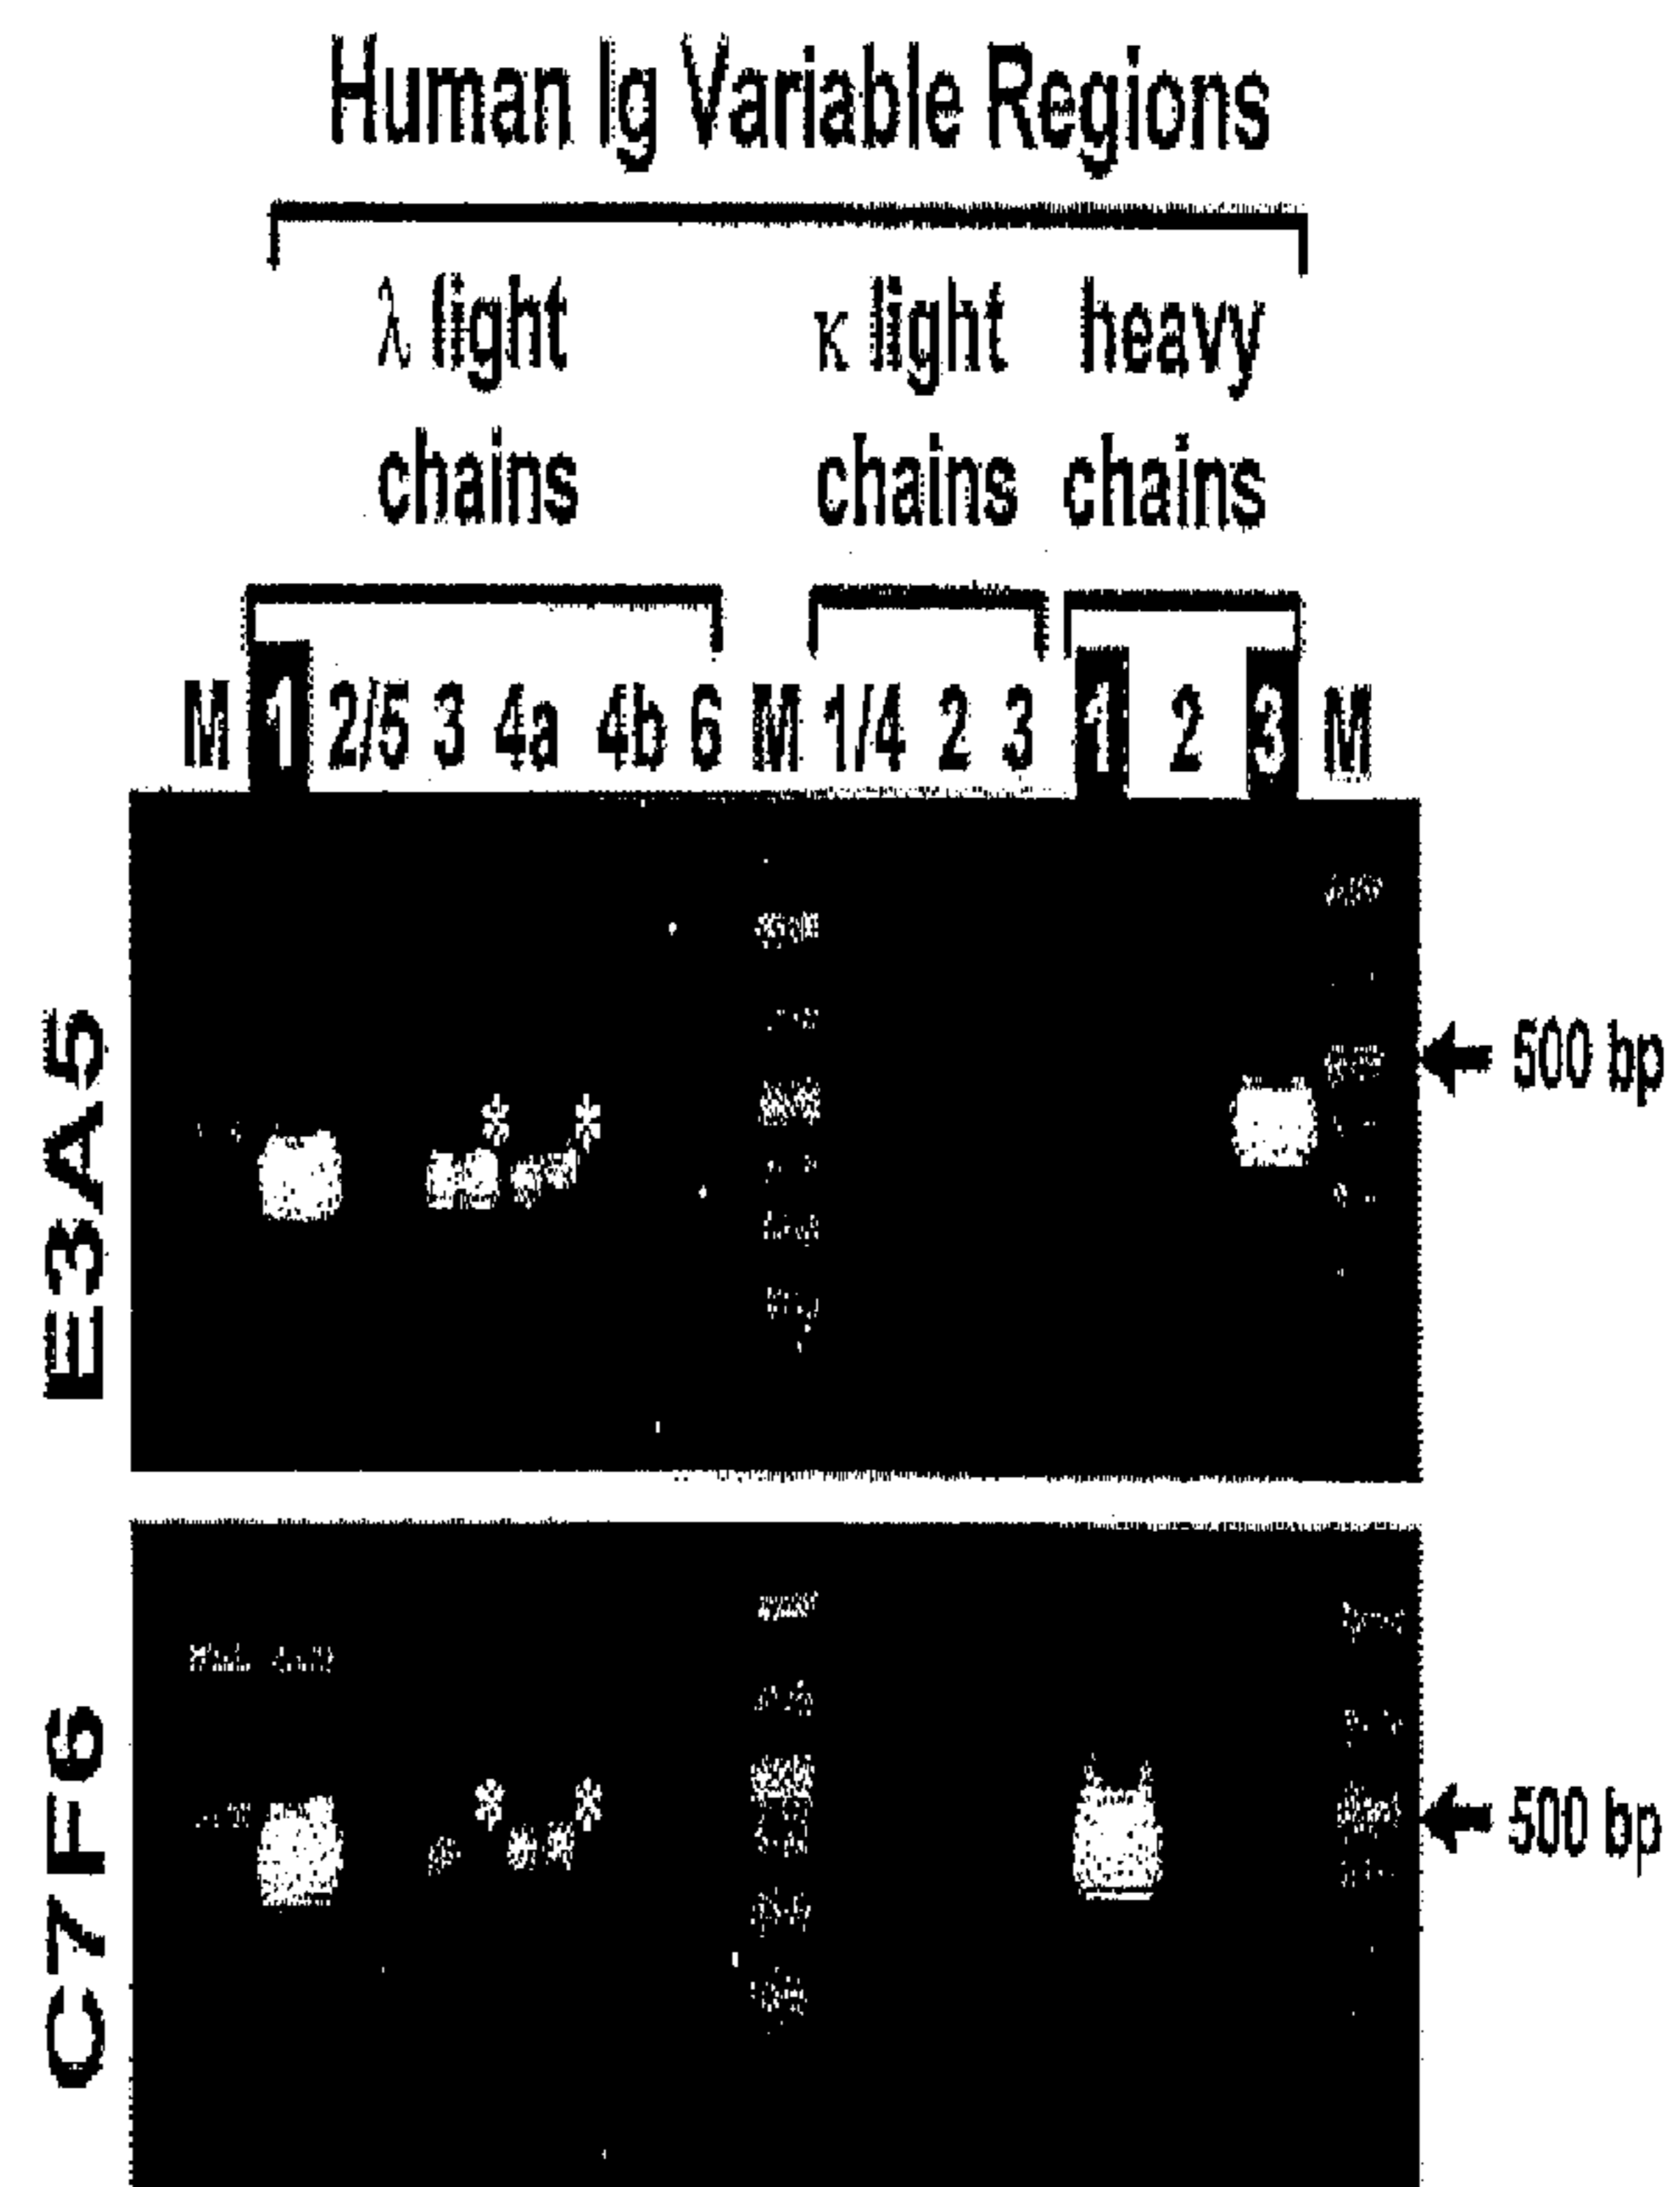 Human Ig Variable Regions
λ light κ light heavy
chains chains chains
M 1 2/5 3 4a 4b 6 M 1/4 2 3 1 2 3 M
E3A5
* *
500 bp
C7F6
* *
500 bp